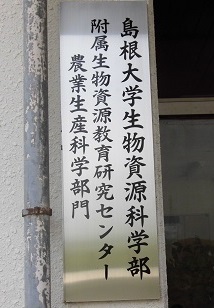 島根大学生物資源科学部
附属生物資源教育研究センター
農業生産科学部門